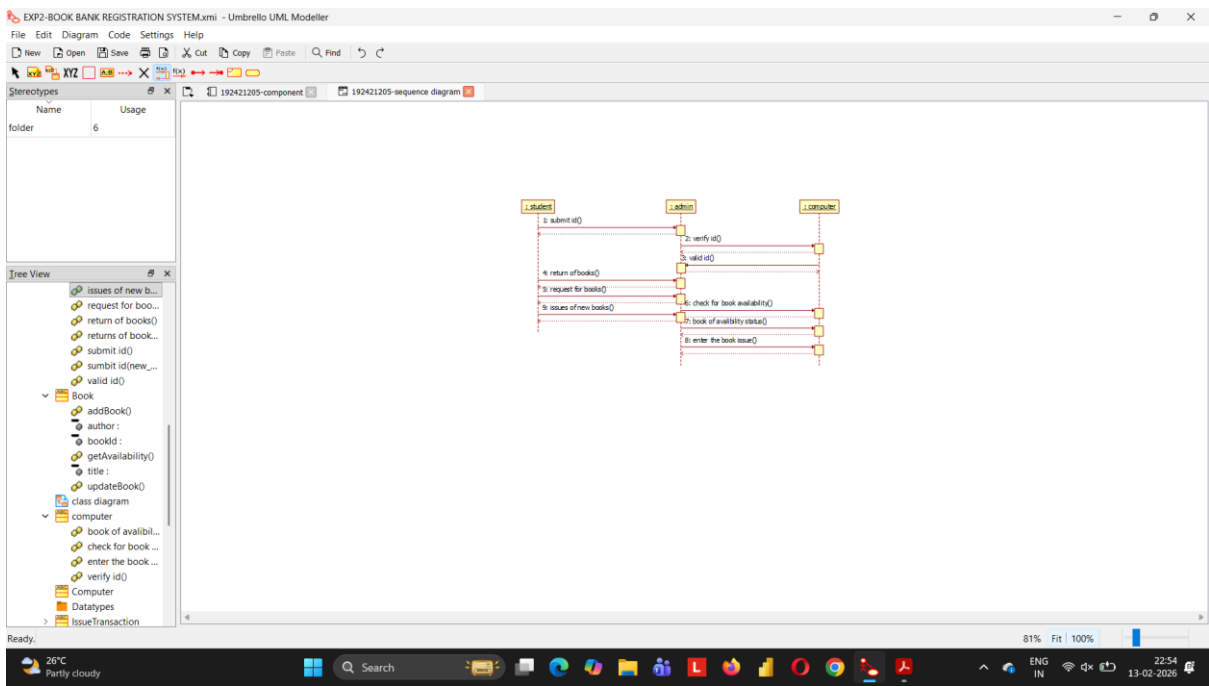 EXP2-BOOK BANK REGISTRATION SYSTEM.xmi - Umbrello UML Modeller
File Edit Diagram Code Settings Help
New Open Save Cut Copy Paste Find
XYZ XYZ A:B f(x) f(x)
Stereotypes
Name Usage
folder 6
192421205-component 192421205-sequence diagram
: student : admin : computer
1: submit id()
2: verify id()
3: valid id()
4: return of books()
5: request for books()
9: issues of new books()
6: check for book availability()
7: book of avalibility status()
8: enter the book issue()
Tree View
issues of new b...
request for boo...
return of books()
returns of book...
submit id()
sumbit id(new_...
valid id()
Book
addBook()
author :
bookId :
getAvailability()
title :
updateBook()
class diagram
computer
book of avalibil...
check for book ...
enter the book ...
verify id()
Computer
Datatypes
IssueTransaction
Ready.
81% Fit 100%
26°C
Partly cloudy
Search
L
ENG
IN
22:54
13-02-2026